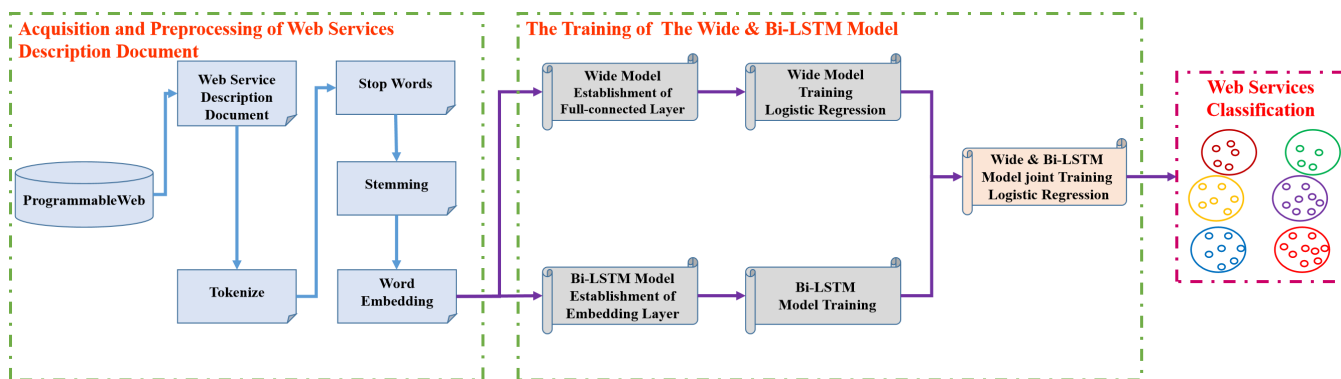 Acquisition and Preprocessing of Web Services
Description Document
ProgrammableWeb
Web Service
Description
Document
Tokenize
Stop Words
Stemming
Word
Embedding
The Training of The Wide & Bi-LSTM Model
Wide Model
Establishment of
Full-connected Layer
Wide Model
Training
Logistic Regression
Bi-LSTM Model
Establishment of
Embedding Layer
Bi-LSTM
Model Training
Wide & Bi-LSTM
Model joint Training
Logistic Regression
Web Services
Classification